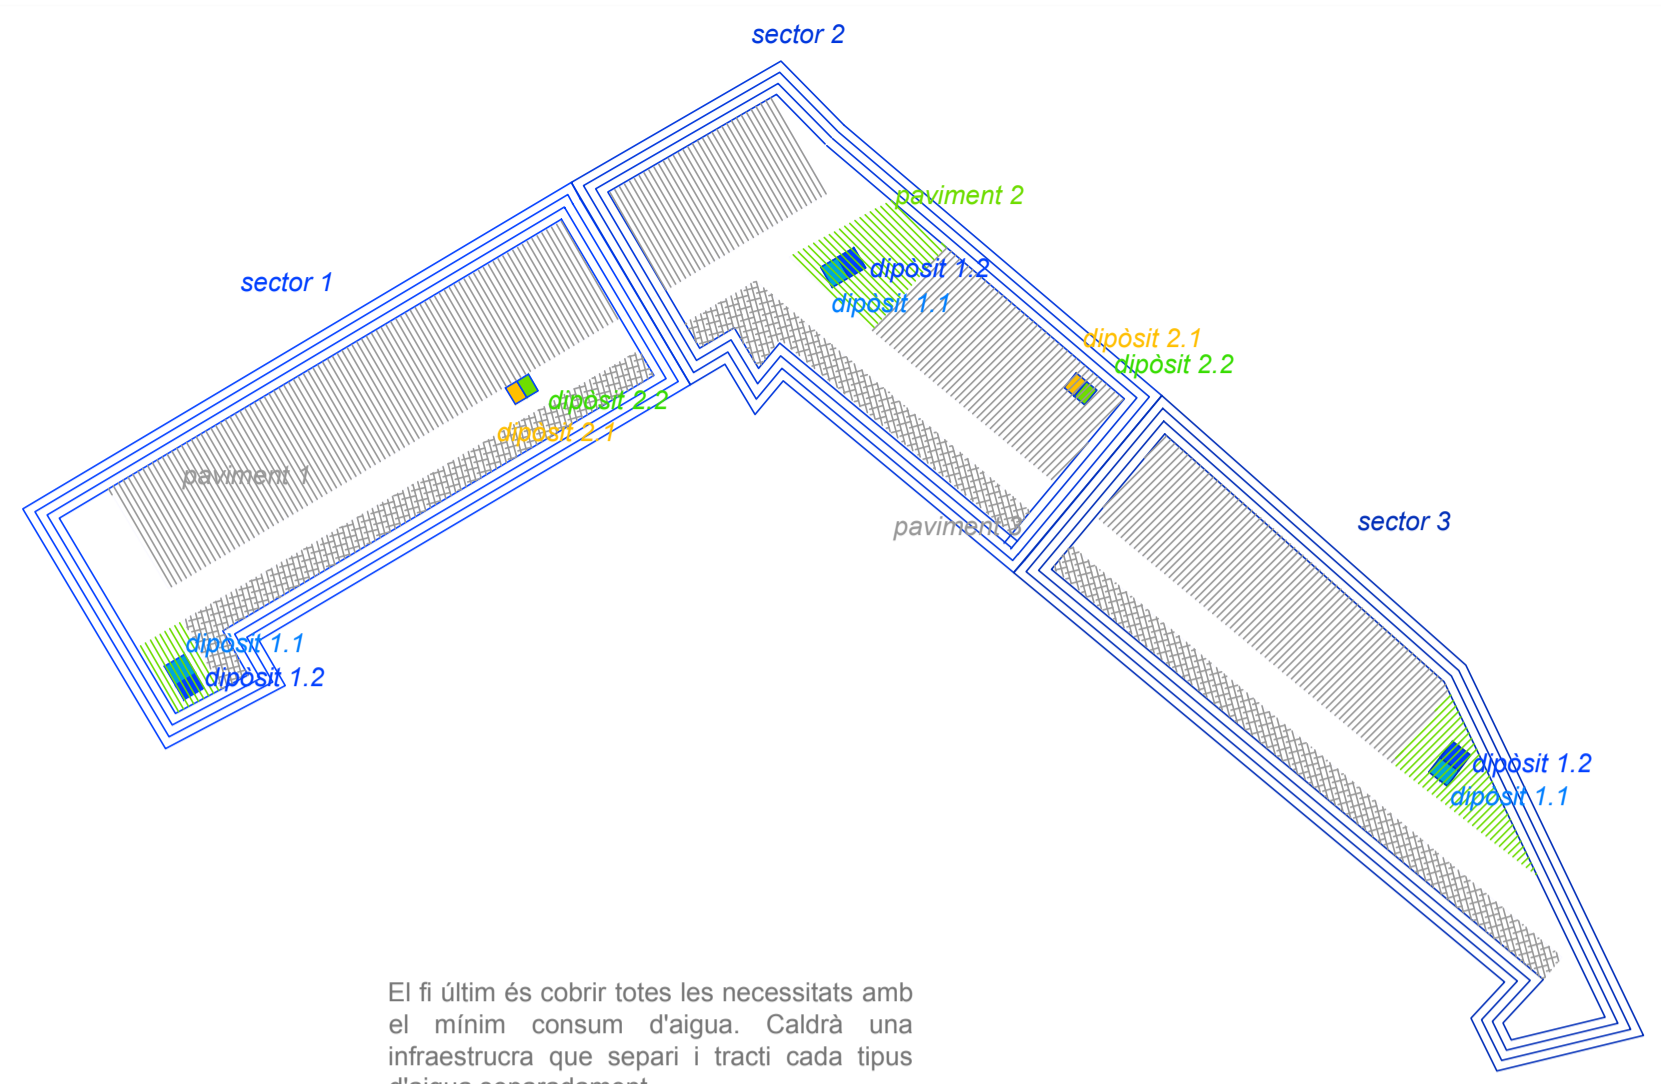 sector 2
paviment 2
sector 1
dipòsit 1.2
dipòsit 1.1
dipòsit 2.1
dipòsit 2.2
dipòsit 2.2
dipòsit 2.1
paviment 1
sector 3
paviment 3
dipòsit 1.1
dipòsit 1.2
dipòsit 1.2
dipòsit 1.1
El fi últim és cobrir totes les necessitats amb
el mínim consum d'aigua. Caldrà una
infraestrucra que separi i tracti cada tipus
d'aigua separadament